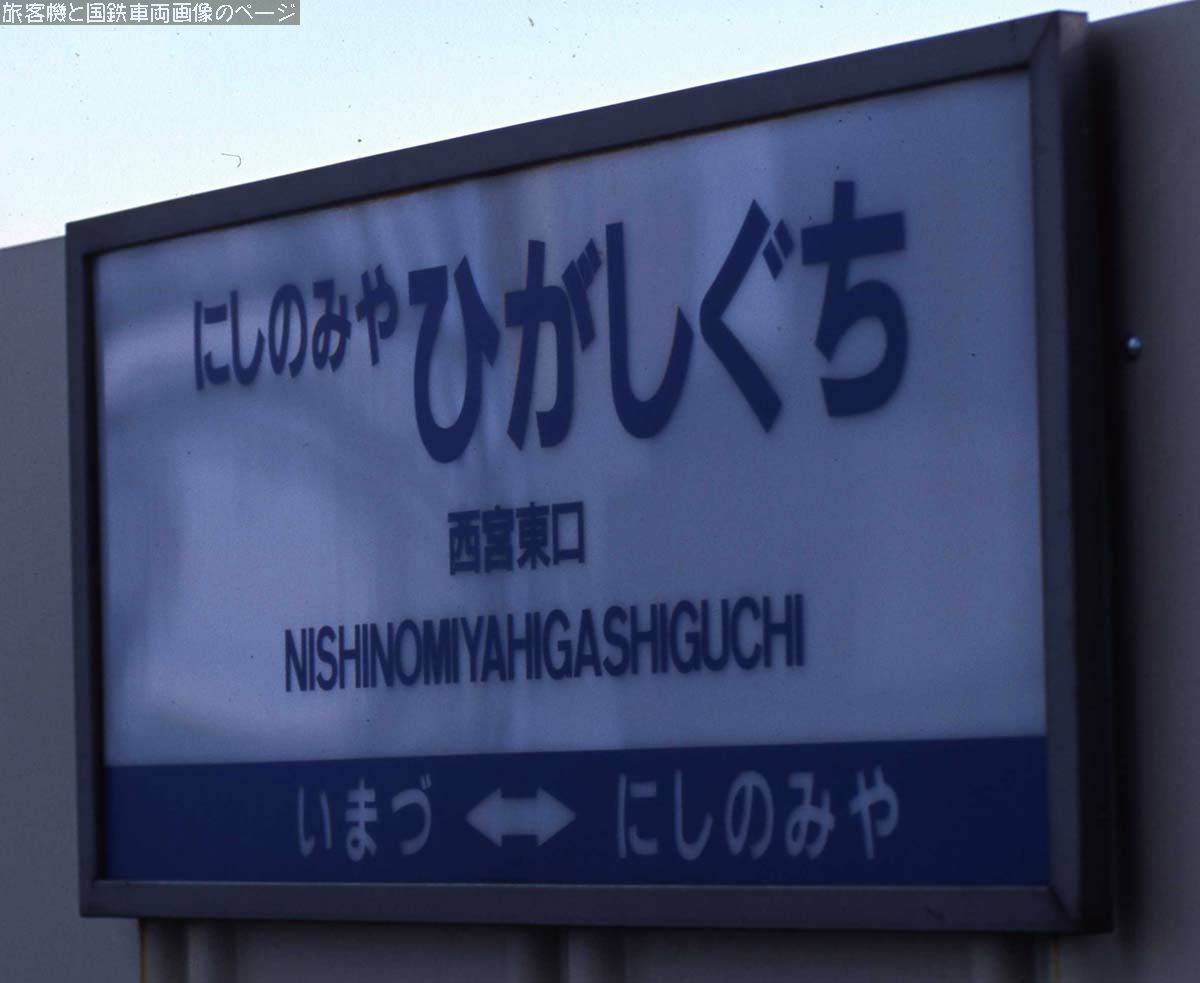 旅客機と国鉄車両画像のページ
にしのみやひがしぐち
西宮東口
NISHINOMIYAHIGASHIGUCHI
いまづ ⟷ にしのみや